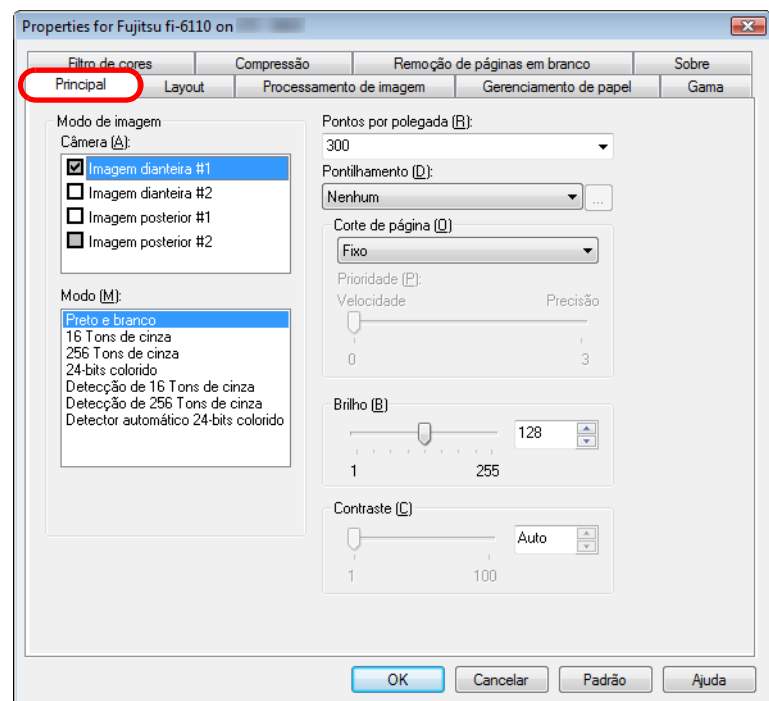 Properties for Fujitsu fi-6110 on
Filtro de cores
Compressão
Remoção de páginas em branco
Sobre
Principal
Layout
Processamento de imagem
Gerenciamento de papel
Gama
Modo de imagem
Câmera (A):
Imagem dianteira #1
Imagem dianteira #2
Imagem posterior #1
Imagem posterior #2
Modo (M):
Preto e branco
16 Tons de cinza
256 Tons de cinza
24-bits colorido
Detecção de 16 Tons de cinza
Detecção de 256 Tons de cinza
Detector automático 24-bits colorido
Pontos por polegada (R):
300
Pontilhamento (D):
Nenhum
...
Corte de página (O)
Fixo
Prioridade (P):
Velocidade Precisão
0 3
Brilho (B)
128
1 255
Contraste (C)
Auto
1 100
OK
Cancelar
Padrão
Ajuda